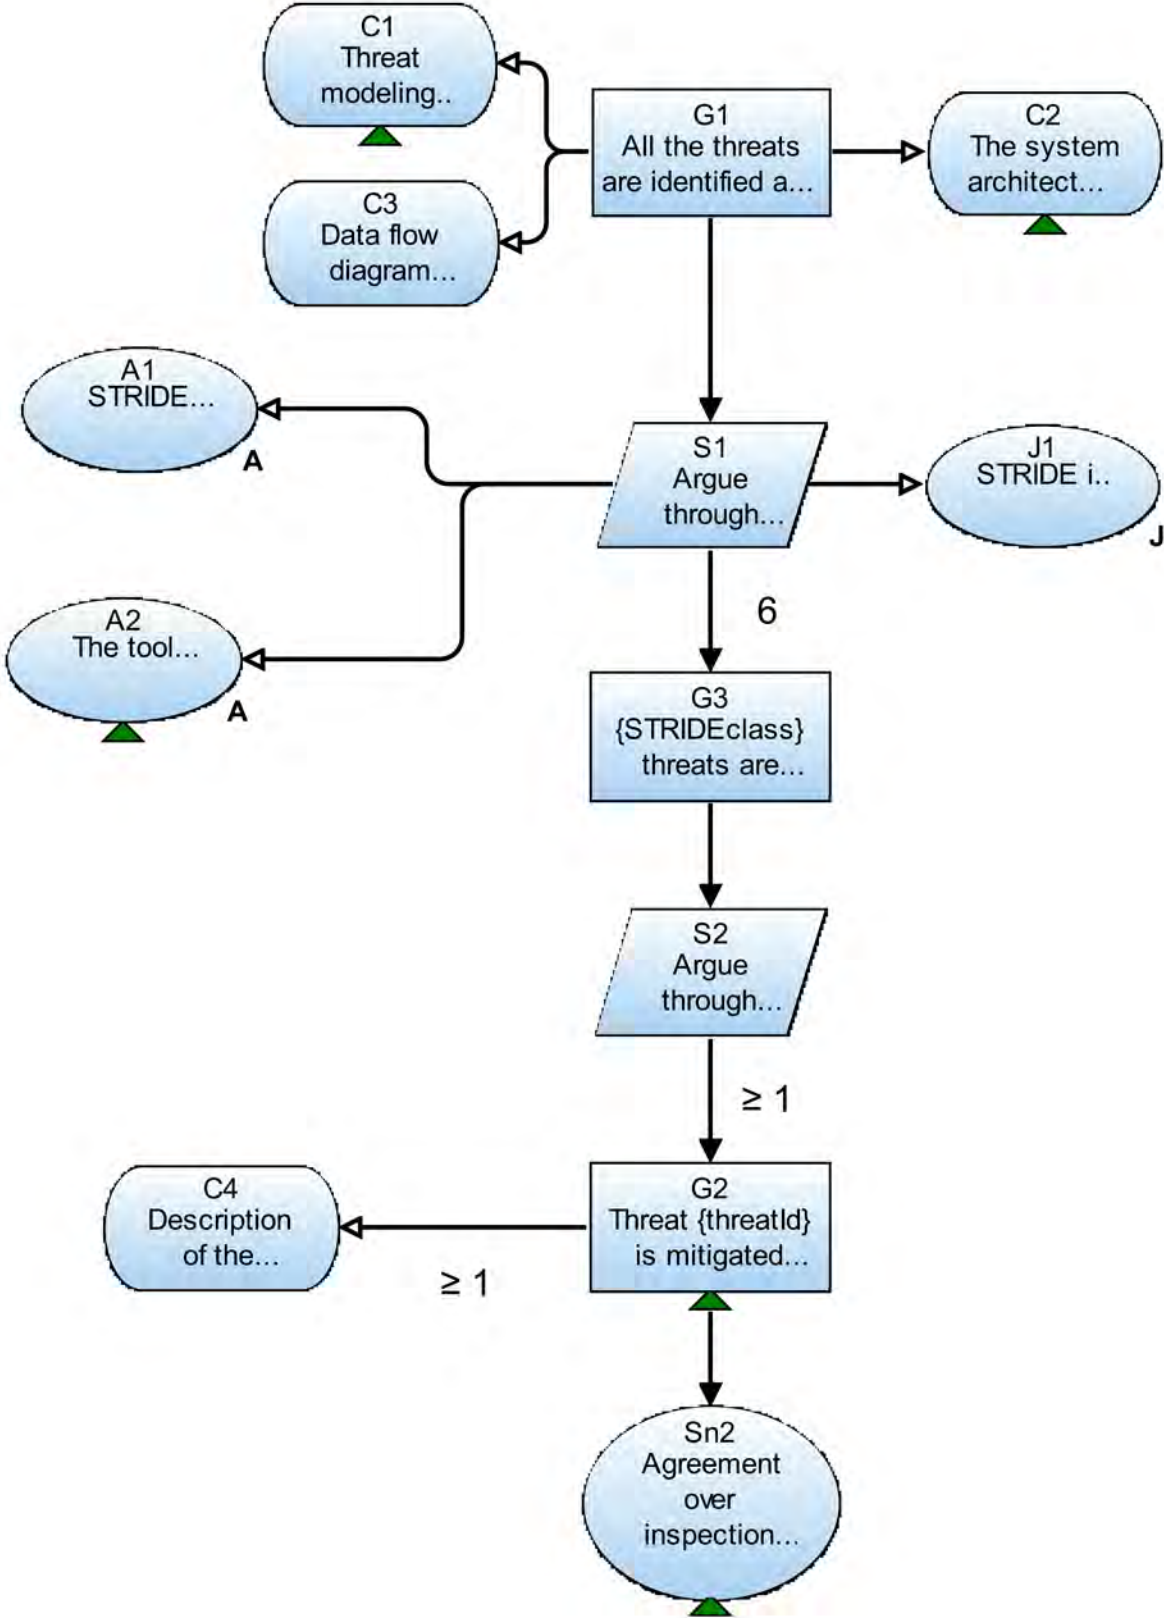 C1
Threat
modeling..
G1
All the threats
are identified a...
C2
The system
architect...
C3
Data flow
diagram...
A1
STRIDE...
A
S1
Argue
through...
J1
STRIDE i..
J
6
A2
The tool...
A
G3
{STRIDEclass}
threats are...
S2
Argue
through...
≥ 1
C4
Description
of the...
≥ 1
G2
Threat {threatId}
is mitigated...
Sn2
Agreement
over
inspection...